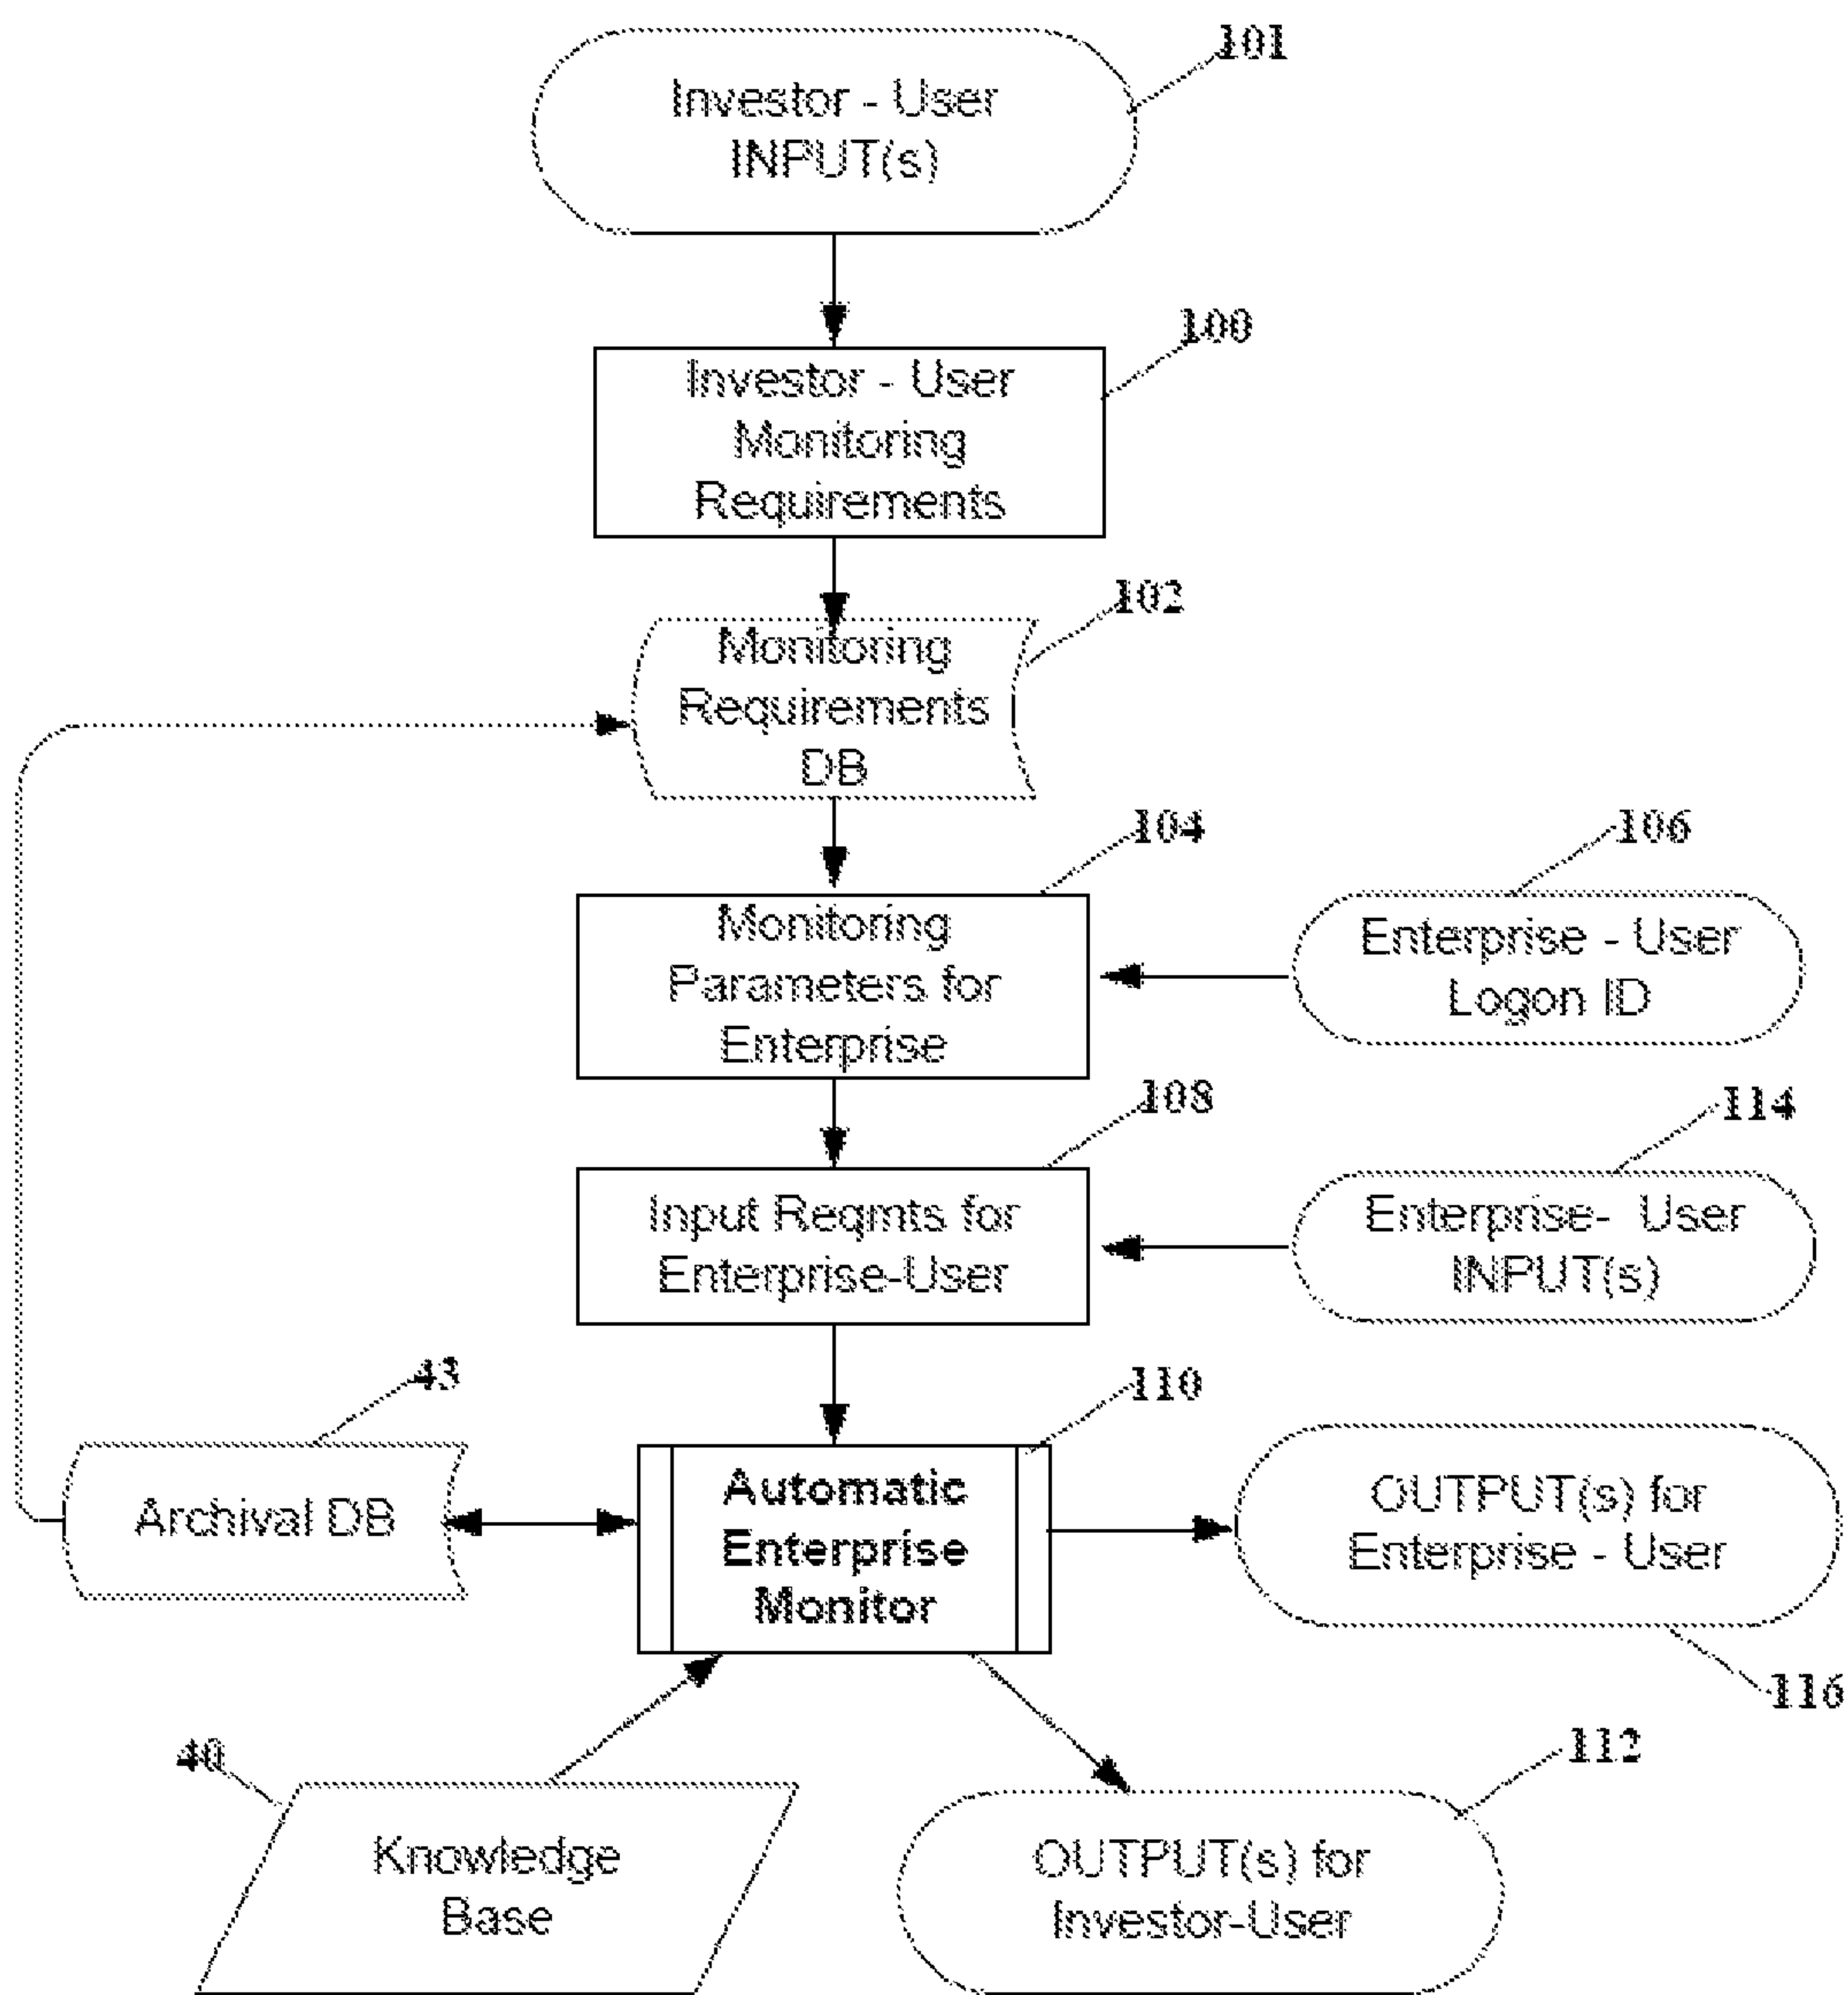 101
Investor - User
INPUT(s)
100
Investor - User
Monitoring
Requirements
102
Monitoring
Requirements
DB
104
Monitoring
Parameters for
Enterprise
106
Enterprise - User
Logon ID
108
Input Reqmts for
Enterprise-User
114
Enterprise- User
INPUT(s)
43
Archival DB
110
Automatic
Enterprise
Monitor
OUTPUT(s) for
Enterprise - User
116
40
Knowledge
Base
112
OUTPUT(s) for
Investor-User